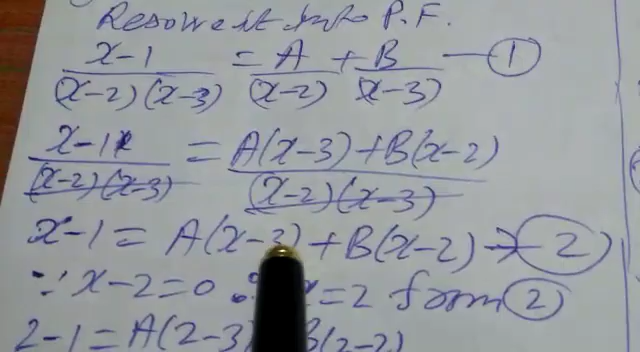 Resolve it into P.F.
x-1 / (x-2)(x-3) = A / (x-2) + B / (x-3) — 1
x-1 / (x-2)(x-3) = A(x-3)+B(x-2) / (x-2)(x-3)
x-1 = A(x-3)+B(x-2) → 2
∵ x-2=0 x=2 form 2
2-1=A(2-3) B(2-2)